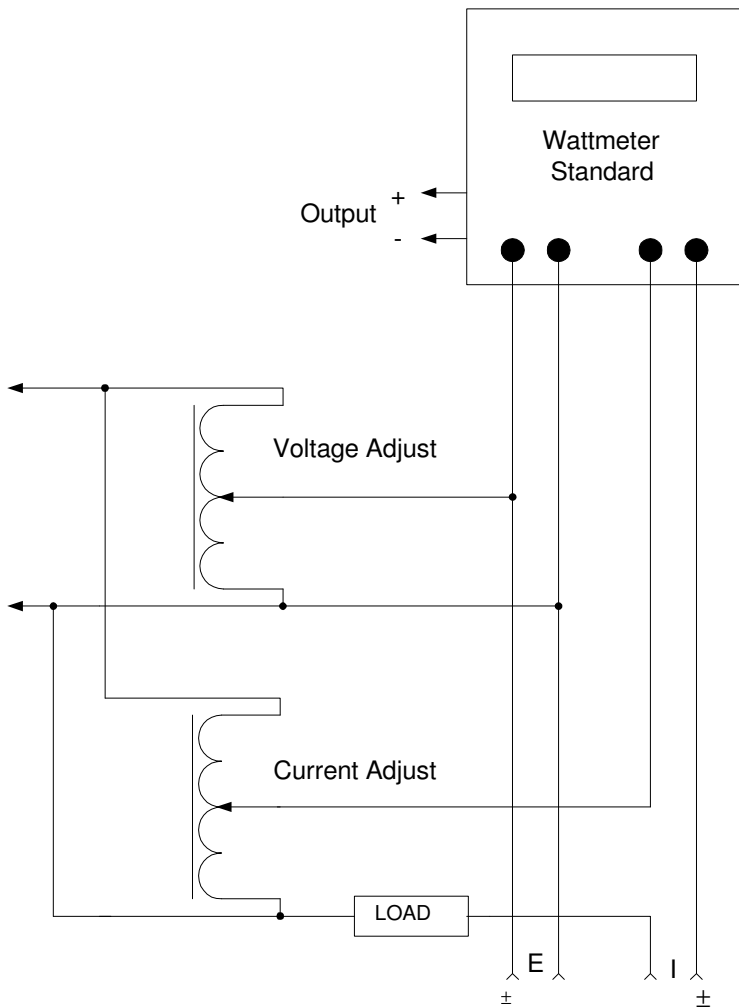 Wattmeter
Standard
+
Output
-
Voltage Adjust
Current Adjust
LOAD
E
I
±
±